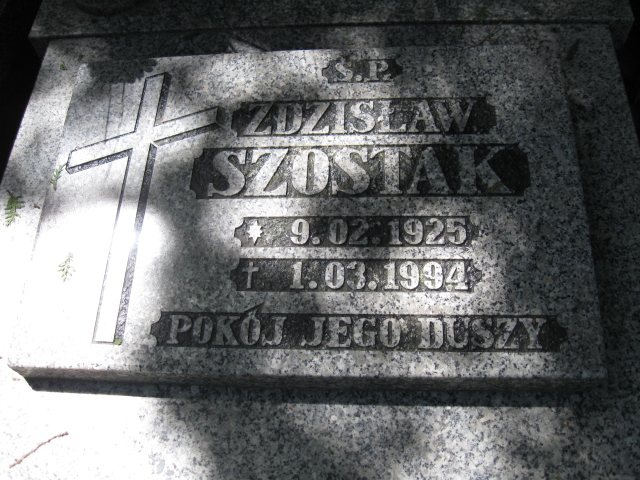 Ś.P.
ZDZISŁAW
SZOSTAK
* 9.02.1925
† 1.03.1994
POKÓJ JEGO DUSZY